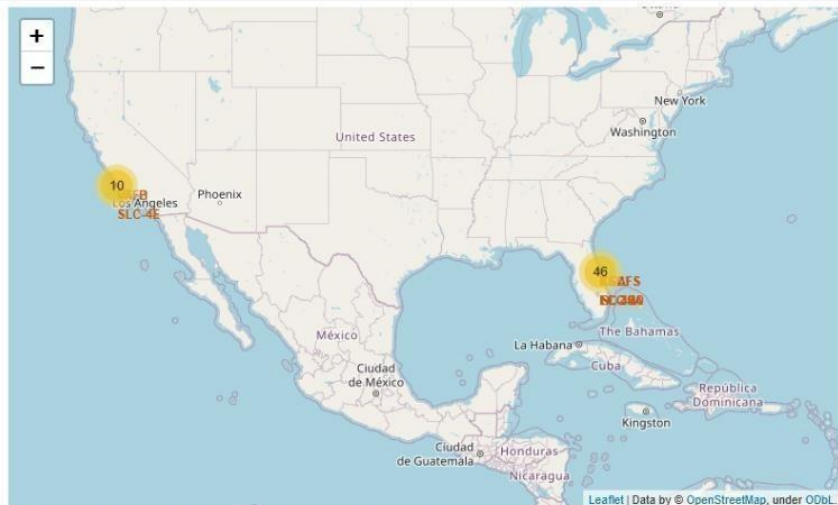 +
−
New York
Washington
United States
10
Los Angeles
Phoenix
SLC-4E
46
The Bahamas
La Habana
México
Cuba
Ciudad
de México
República
Dominicana
Kingston
Ciudad
de Guatemala
Honduras
Nicaragua
Leaflet | Data by © OpenStreetMap, under ODbL.